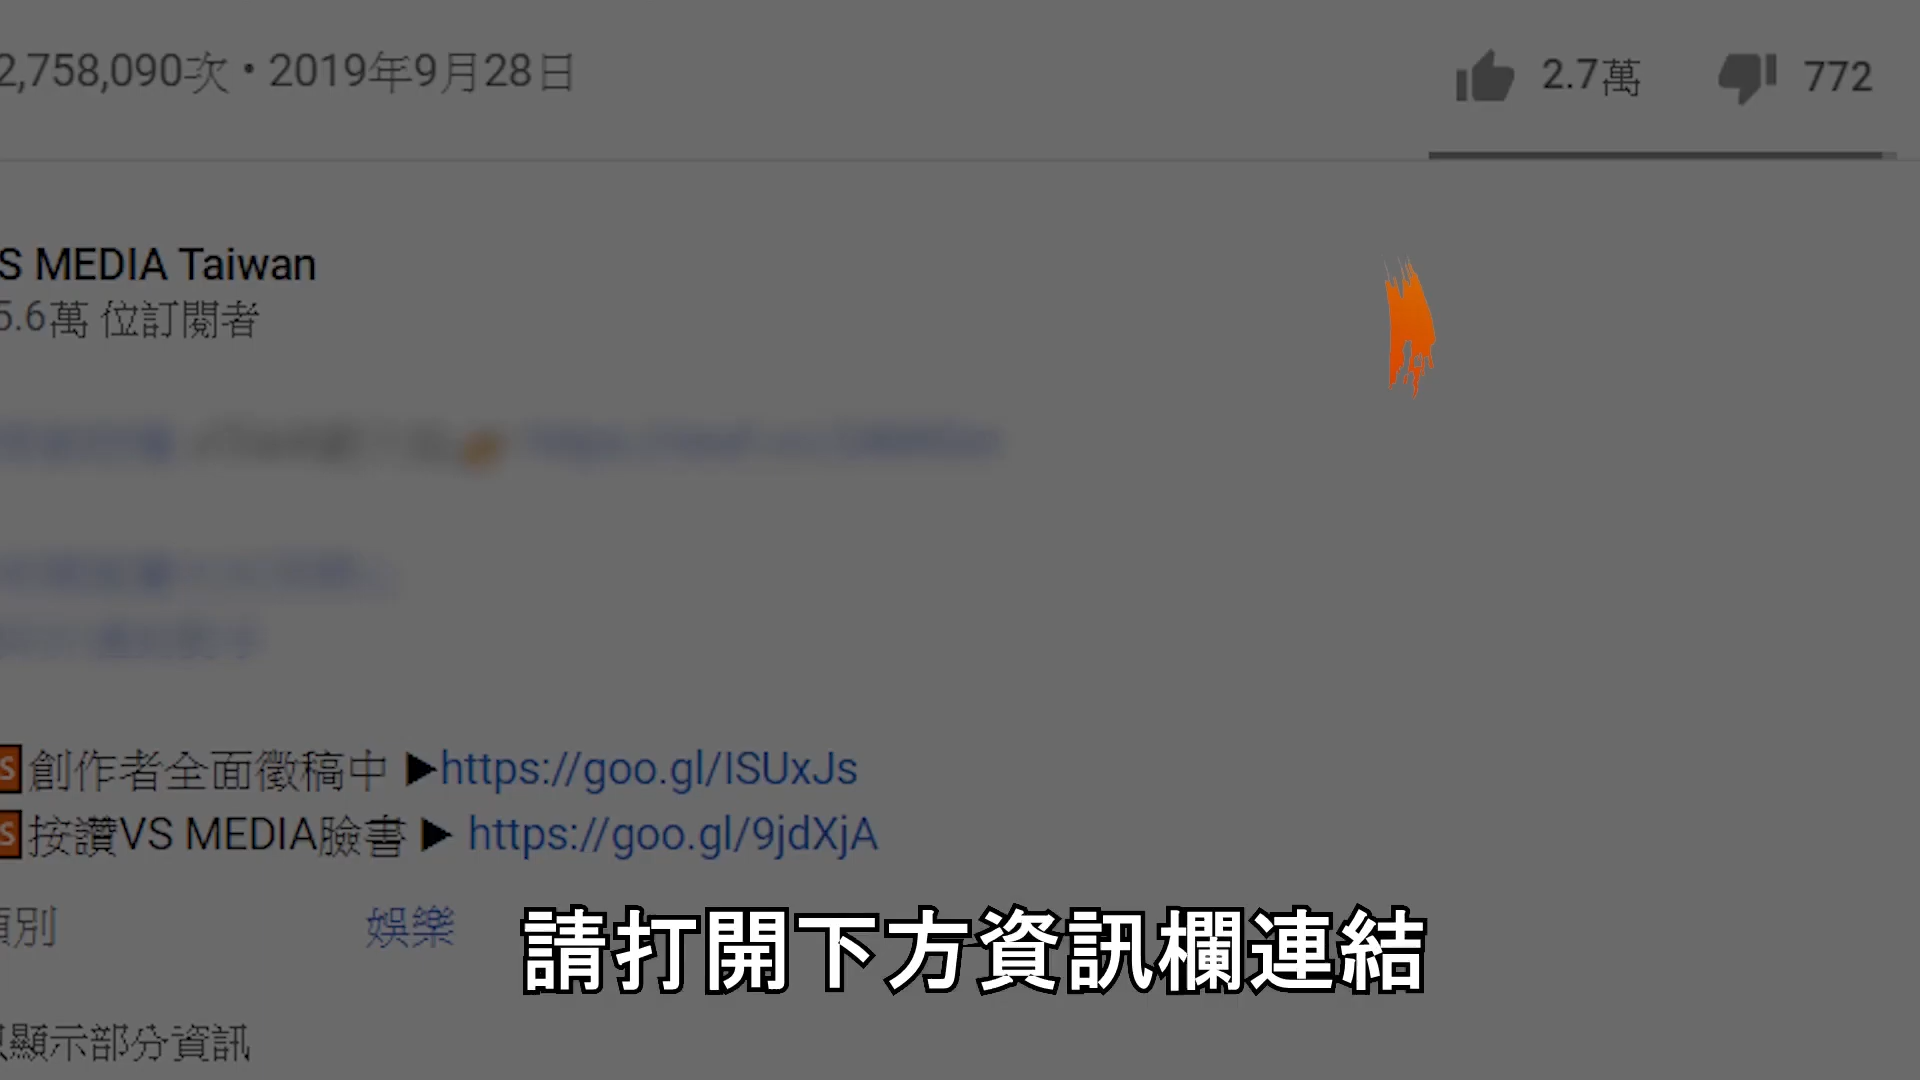 2,758,090次 • 2019年9月28日
2.7萬
772
S MEDIA Taiwan
5.6萬 位訂閱者
S 創作者全面徵稿中 ▶https://goo.gl/ISUxJs
S 按讚VS MEDIA臉書 ▶ https://goo.gl/9jdXjA
類別 娛樂
請打開下方資訊欄連結
只顯示部分資訊